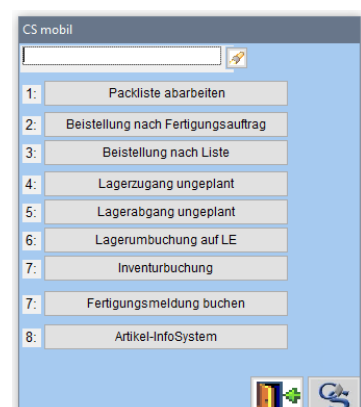 CS mobil
1: Packliste abarbeiten
2: Beistellung nach Fertigungsauftrag
3: Beistellung nach Liste
4: Lagerzugang ungeplant
5: Lagerabgang ungeplant
6: Lagerumbuchung auf LE
7: Inventurbuchung
7: Fertigungsmeldung buchen
8: Artikel-InfoSystem